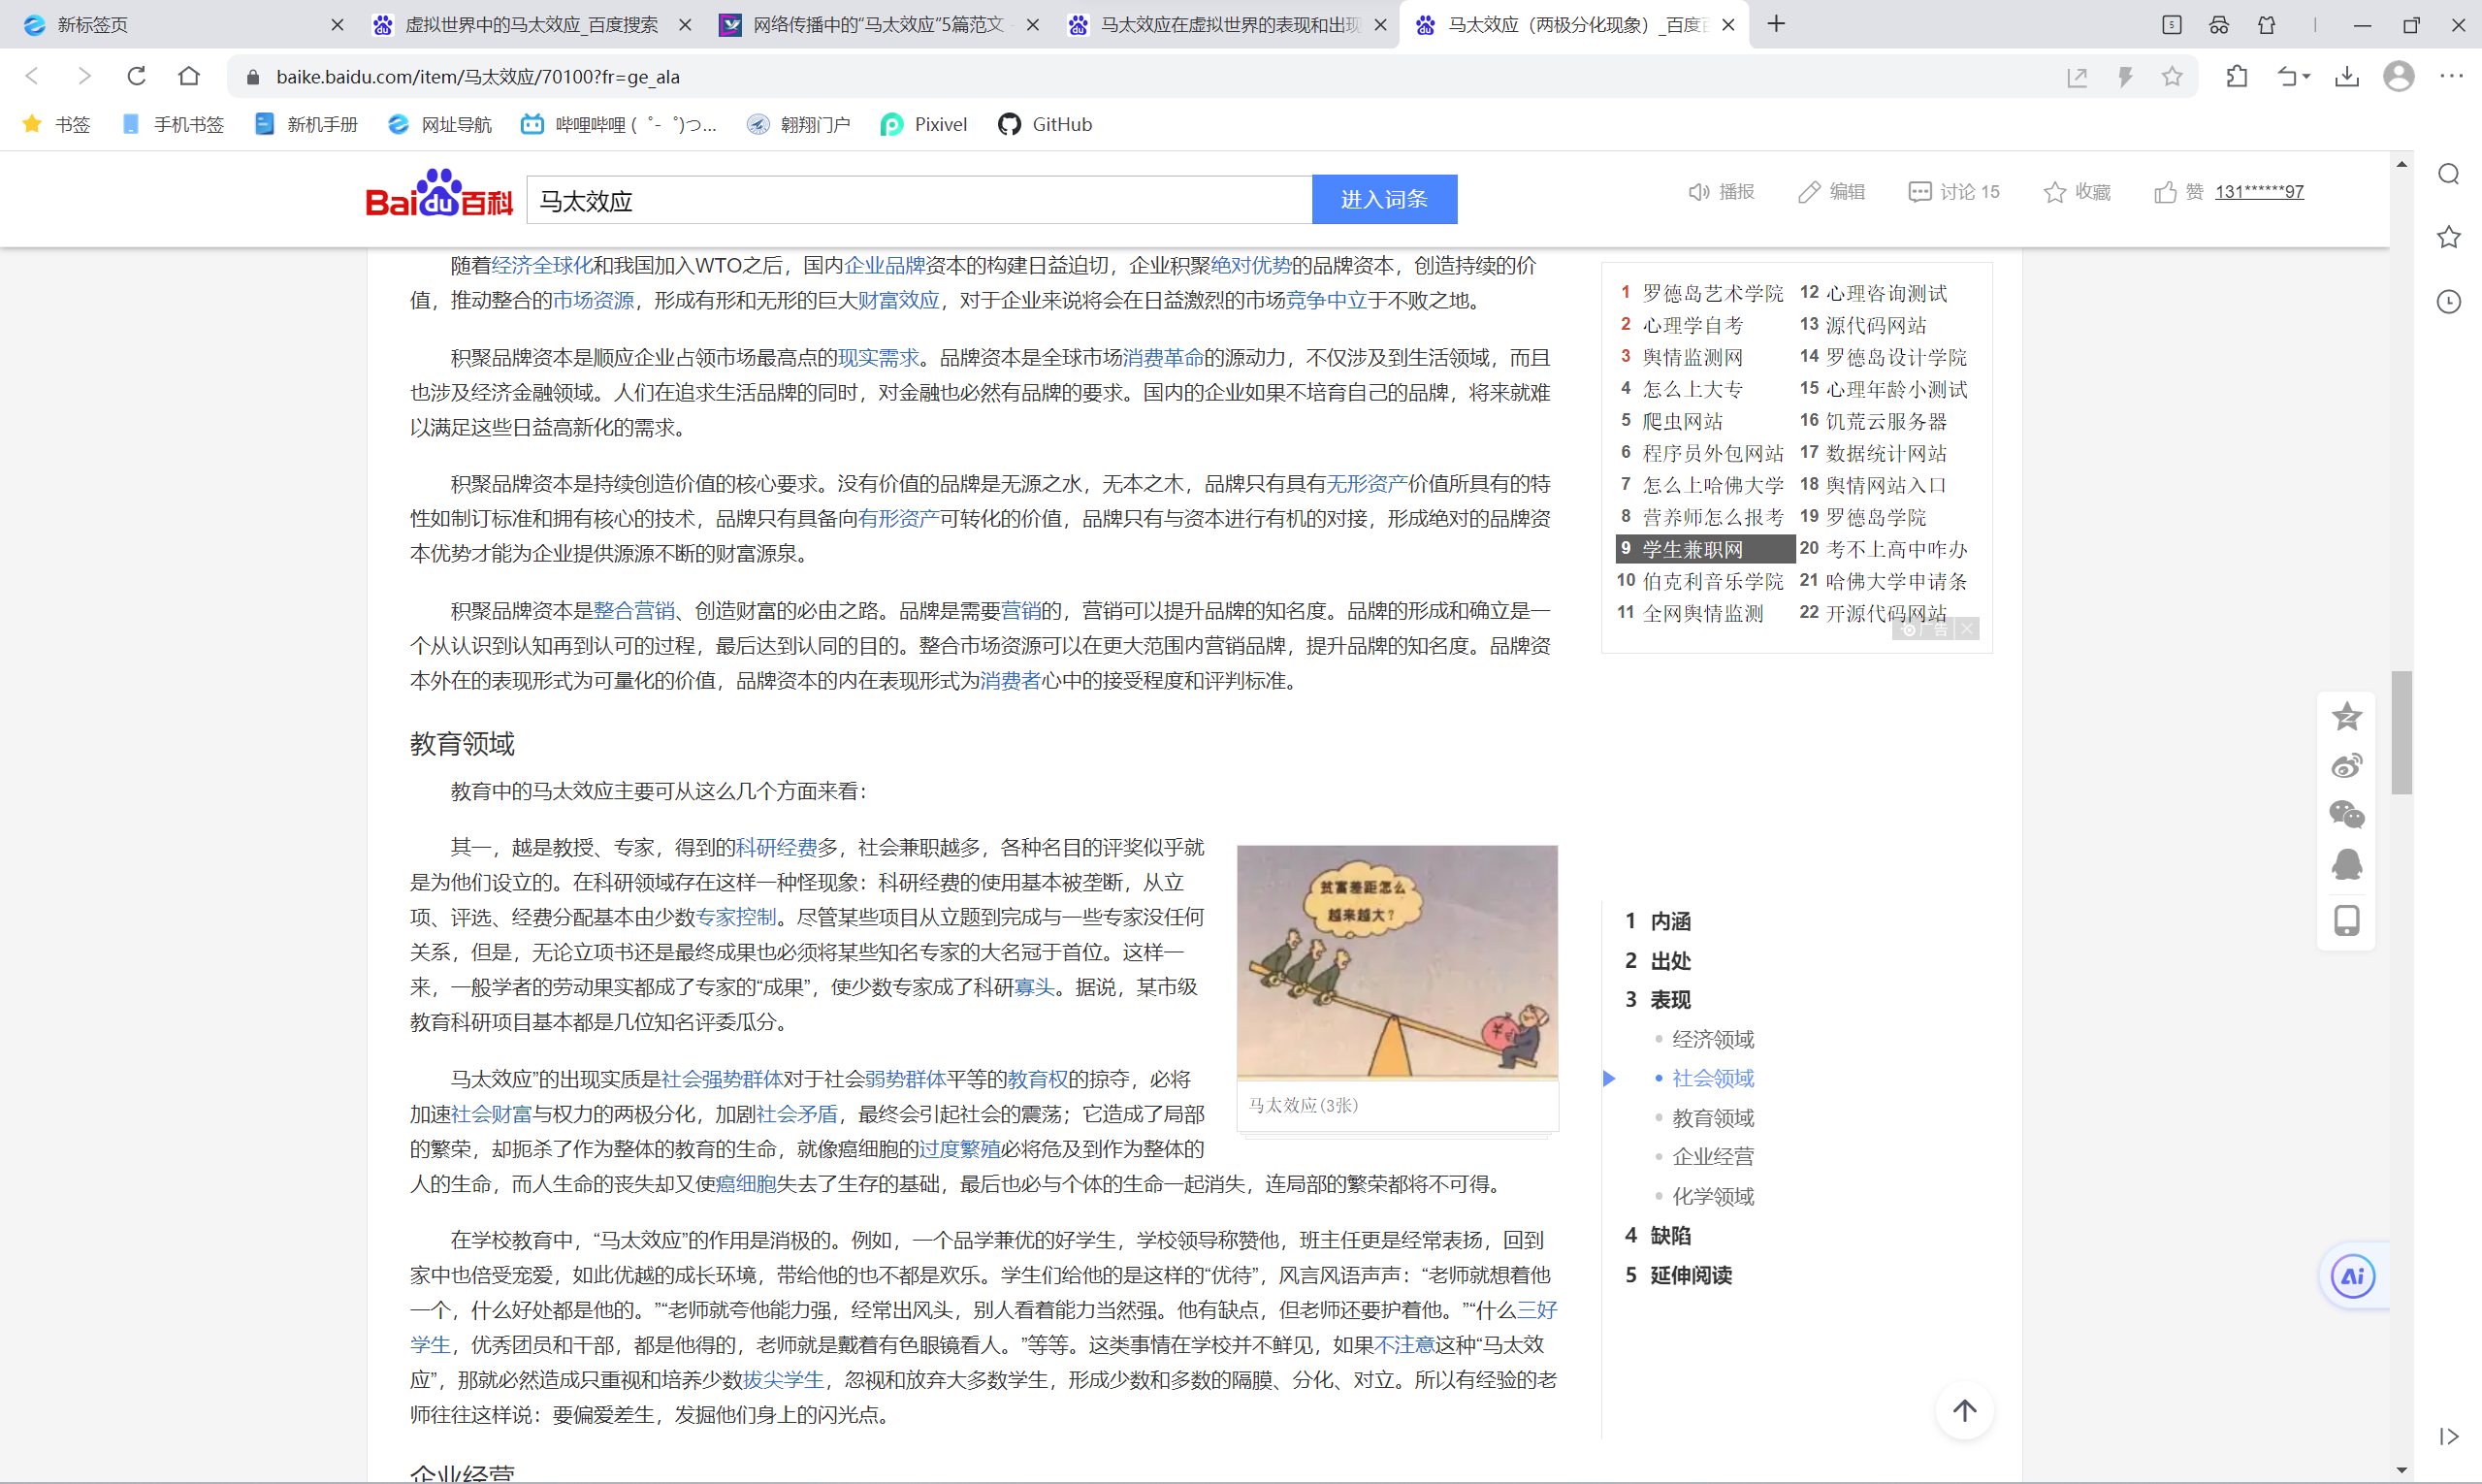 新标签页
虚拟世界中的马太效应_百度搜索
网络传播中的“马太效应”5篇范文
马太效应在虚拟世界的表现和出现
马太效应（两极分化现象）_百度百
5
baike.baidu.com/item/马太效应/70100?fr=ge_ala
书签 手机书签 新机手册 网址导航 哔哩哔哩 ( ゜- ゜)つ... 翱翔门户 Pixivel GitHub
Bai du 百科 马太效应 进入词条 播报 编辑 讨论 15 收藏 赞 131******97
随着经济全球化和我国加入WTO之后，国内企业品牌资本的构建日益迫切，企业积聚绝对优势的品牌资本，创造持续的价
值，推动整合的市场资源，形成有形和无形的巨大财富效应，对于企业来说将会在日益激烈的市场竞争中立于不败之地。
积聚品牌资本是顺应企业占领市场最高点的现实需求。品牌资本是全球市场消费革命的源动力，不仅涉及到生活领域，而且
也涉及经济金融领域。人们在追求生活品牌的同时，对金融也必然有品牌的要求。国内的企业如果不培育自己的品牌，将来就难
以满足这些日益高新化的需求。
积聚品牌资本是持续创造价值的核心要求。没有价值的品牌是无源之水，无本之木，品牌只有具有无形资产价值所具有的特
性如制订标准和拥有核心的技术，品牌只有具备向有形资产可转化的价值，品牌只有与资本进行有机的对接，形成绝对的品牌资
本优势才能为企业提供源源不断的财富源泉。
积聚品牌资本是整合营销、创造财富的必由之路。品牌是需要营销的，营销可以提升品牌的知名度。品牌的形成和确立是一
个从认识到认知再到认可的过程，最后达到认同的目的。整合市场资源可以在更大范围内营销品牌，提升品牌的知名度。品牌资
本外在的表现形式为可量化的价值，品牌资本的内在表现形式为消费者心中的接受程度和评判标准。
教育领域
教育中的马太效应主要可从这么几个方面来看：
其一，越是教授、专家，得到的科研经费多，社会兼职越多，各种名目的评奖似乎就
是为他们设立的。在科研领域存在这样一种怪现象：科研经费的使用基本被垄断，从立
项、评选、经费分配基本由少数专家控制。尽管某些项目从立题到完成与一些专家没任何
关系，但是，无论立项书还是最终成果也必须将某些知名专家的大名冠于首位。这样一
来，一般学者的劳动果实都成了专家的“成果”，使少数专家成了科研寡头。据说，某市级
教育科研项目基本都是几位知名评委瓜分。
贫富差距怎么
越来越大？
¥
马太效应(3张)
马太效应”的出现实质是社会强势群体对于社会弱势群体平等的教育权的掠夺，必将
加速社会财富与权力的两极分化，加剧社会矛盾，最终会引起社会的震荡；它造成了局部
的繁荣，却扼杀了作为整体的教育的生命，就像癌细胞的过度繁殖必将危及到作为整体的
人的生命，而人生命的丧失却又使癌细胞失去了生存的基础，最后也必与个体的生命一起消失，连局部的繁荣都将不可得。
在学校教育中，“马太效应”的作用是消极的。例如，一个品学兼优的好学生，学校领导称赞他，班主任更是经常表扬，回到
家中也倍受宠爱，如此优越的成长环境，带给他的也不都是欢乐。学生们给他的是这样的“优待”，风言风语声声：“老师就想着他
一个，什么好处都是他的。”“老师就夸他能力强，经常出风头，别人看着能力当然强。他有缺点，但老师还要护着他。”“什么三好
学生，优秀团员和干部，都是他得的，老师就是戴着有色眼镜看人。”等等。这类事情在学校并不鲜见，如果不注意这种“马太效
应”，那就必然造成只重视和培养少数拔尖学生，忽视和放弃大多数学生，形成少数和多数的隔膜、分化、对立。所以有经验的老
师往往这样说：要偏爱差生，发掘他们身上的闪光点。
企业经营
1 罗德岛艺术学院 12 心理咨询测试
2 心理学自考 13 源代码网站
3 舆情监测网 14 罗德岛设计学院
4 怎么上大专 15 心理年龄小测试
5 爬虫网站 16 饥荒云服务器
6 程序员外包网站 17 数据统计网站
7 怎么上哈佛大学 18 舆情网站入口
8 营养师怎么报考 19 罗德岛学院
9 学生兼职网 20 考不上高中咋办
10 伯克利音乐学院 21 哈佛大学申请条
11 全网舆情监测 22 开源代码网站
广告
1 内涵
2 出处
3 表现
经济领域
社会领域
教育领域
企业经营
化学领域
4 缺陷
5 延伸阅读
Ai